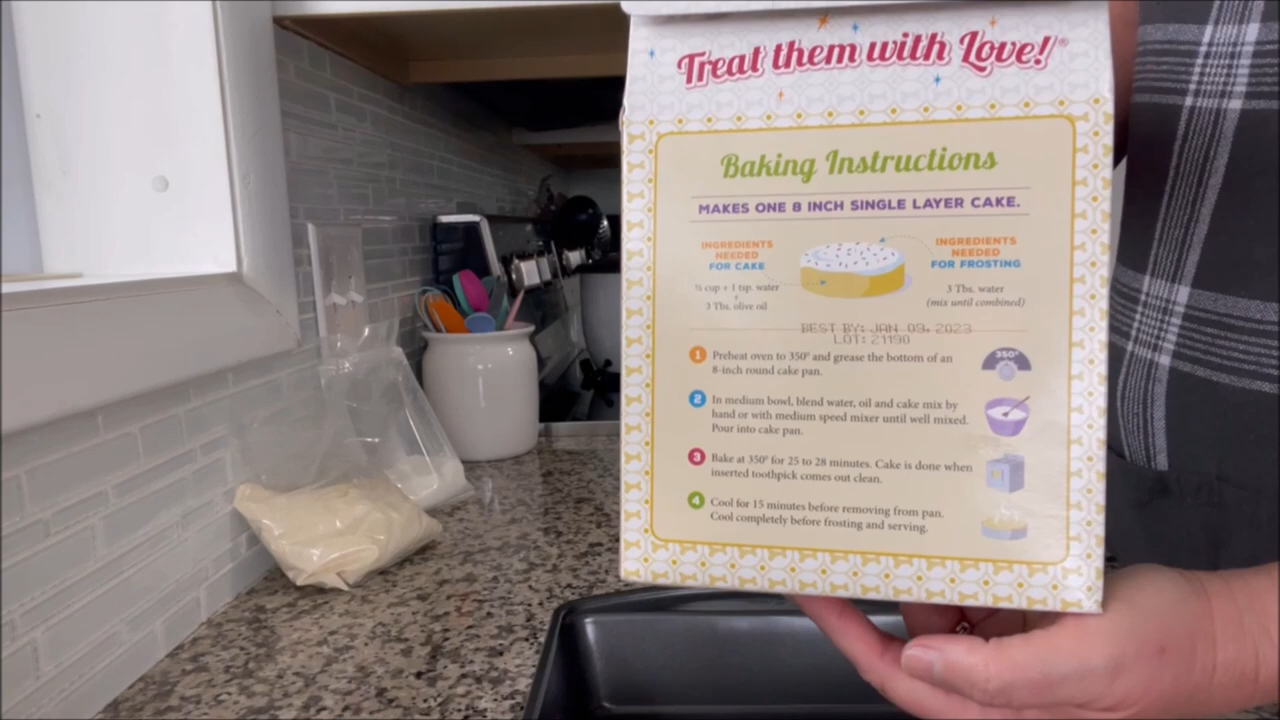 Treat them with Love!®
Baking Instructions
MAKES ONE 8 INCH SINGLE LAYER CAKE.
INGREDIENTS
NEEDED
FOR CAKE
cup + 1 tsp. water
+
3 Tbs. olive oil
INGREDIENTS
NEEDED
FOR FROSTING
3 Tbs. water
(mix until combined)
BEST BY: JAN 09, 2023
LOT: 21190
1 Preheat oven to 350° and grease the bottom of an
8-inch round cake pan.
350°
2 In medium bowl, blend water, oil and cake mix by
hand or with medium speed mixer until well mixed.
Pour into cake pan.
3 Bake at 350° for 25 to 28 minutes. Cake is done when
inserted toothpick comes out clean.
4 Cool for 15 minutes before removing from pan.
Cool completely before frosting and serving.